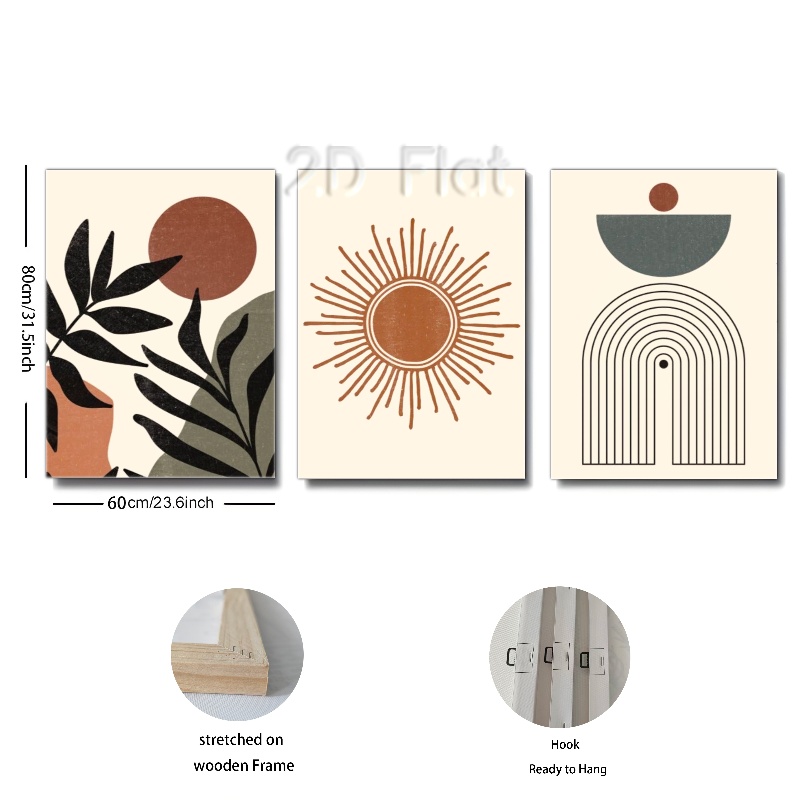 2D Flat
80cm/31.5inch
60cm/23.6inch
stretched on
wooden Frame
Hook
Ready to Hang